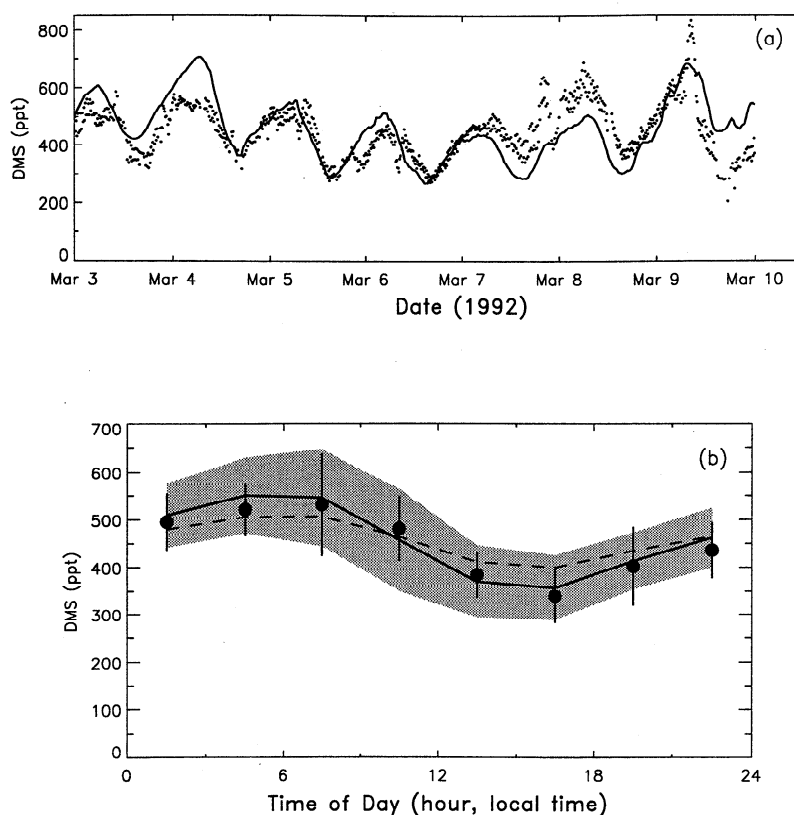 (a)
800
600
400
200
0
DMS (ppt)
Mar 3 Mar 4 Mar 5 Mar 6 Mar 7 Mar 8 Mar 9 Mar 10
Date (1992)
(b)
700
600
500
400
300
200
100
0
DMS (ppt)
0 6 12 18 24
Time of Day (hour, local time)